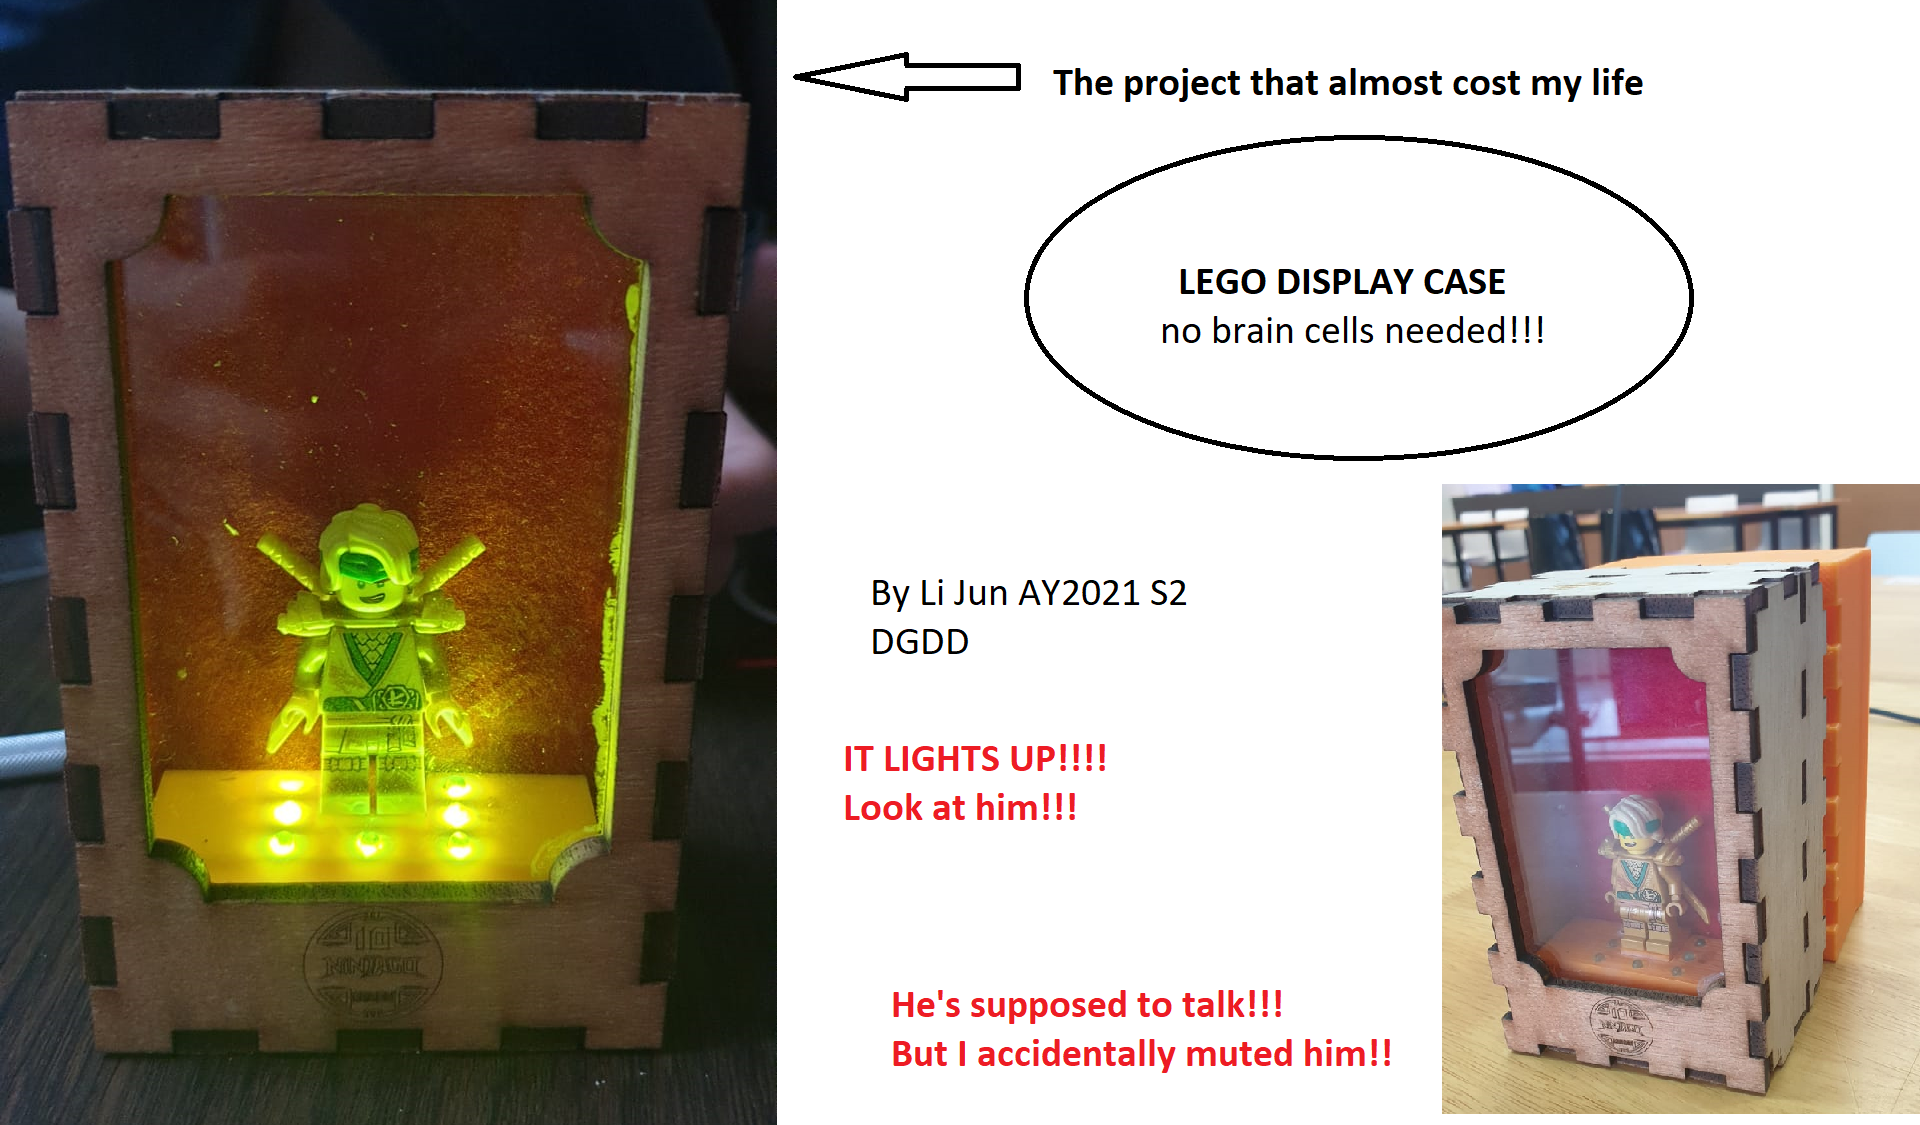 The project that almost cost my life
LEGO DISPLAY CASE
no brain cells needed!!!
By Li Jun AY2021 S2
DGDD
IT LIGHTS UP!!!!
Look at him!!!
He's supposed to talk!!!
But I accidentally muted him!!
NINJAGO